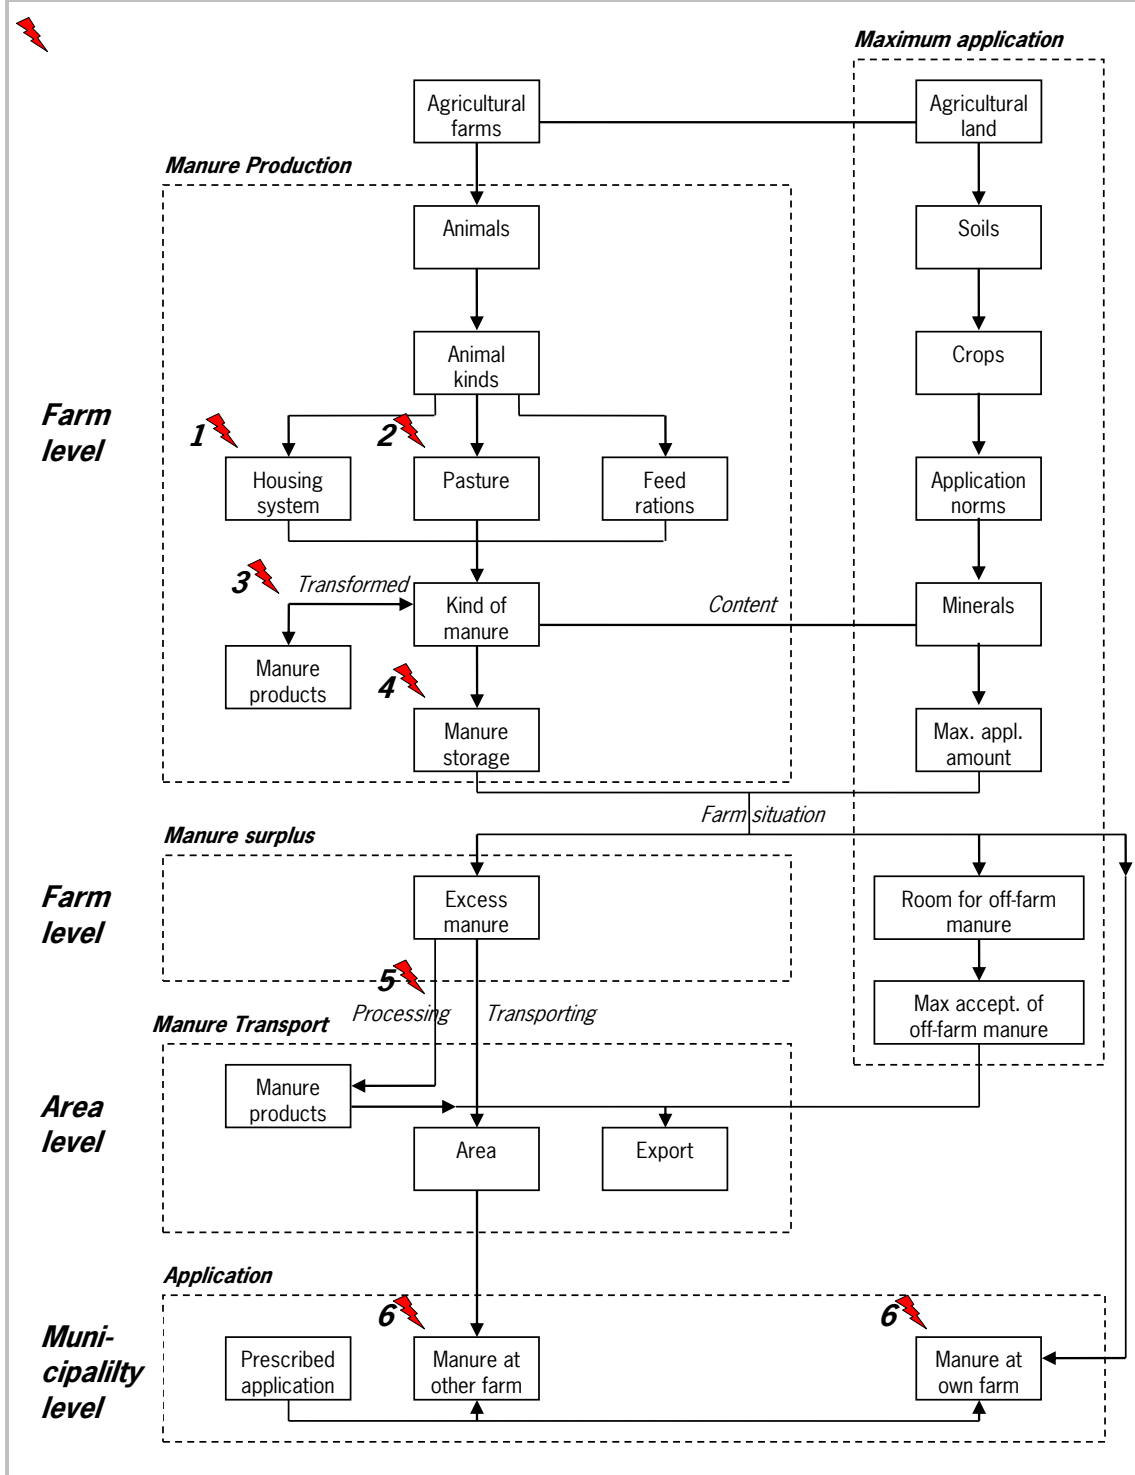 Maximum application
Agricultural
farms
Agricultural
land
Manure Production
Animals
Soils
Animal
kinds
Crops
Farm
level
1
2
Housing
system
Pasture
Feed
rations
Application
norms
3
Transformed
Kind of
manure
Content
Minerals
Manure
products
4
Manure
storage
Max. appl.
amount
Farm situation
Manure surplus
Farm
level
Excess
manure
Room for off-farm
manure
5
Processing
Transporting
Max accept. of
off-farm manure
Manure Transport
Area
level
Manure
products
Area
Export
Application
6
6
Muni-
cipalilty
level
Prescribed
application
Manure at
other farm
Manure at
own farm